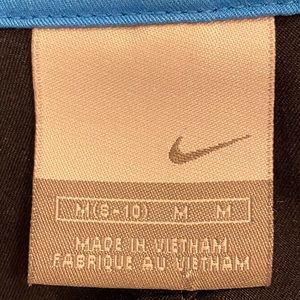 M(8-10) M M
MADE IN VIETNAM
FABRIQUE AU VIETNAM